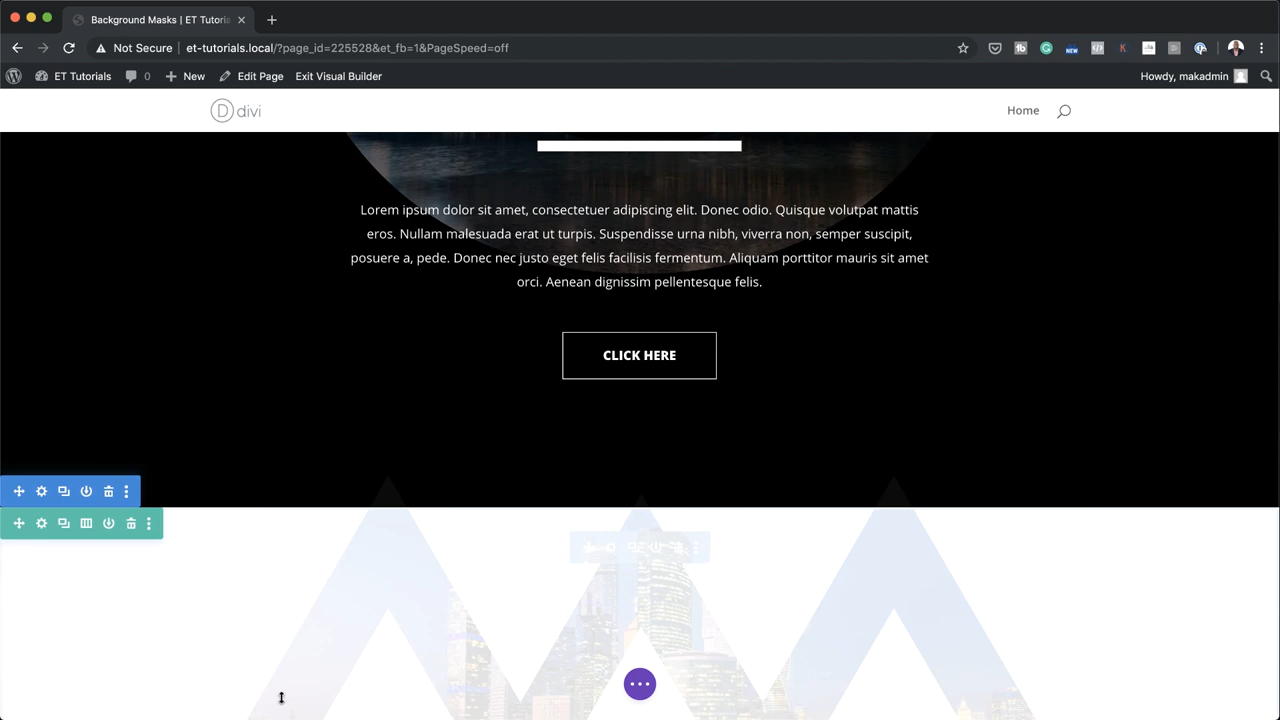 Background Masks | ET Tutoria
Not Secure
et-tutorials.local/?page_id=225528&et_fb=1&PageSpeed=off
ET Tutorials
0
New
Edit Page
Exit Visual Builder
Howdy, makadmin
D divi
Home
Lorem ipsum dolor sit amet, consectetuer adipiscing elit. Donec odio. Quisque volutpat mattis
eros. Nullam malesuada erat ut turpis. Suspendisse urna nibh, viverra non, semper suscipit,
posuere a, pede. Donec nec justo eget felis facilisis fermentum. Aliquam porttitor mauris sit amet
orci. Aenean dignissim pellentesque felis.
CLICK HERE